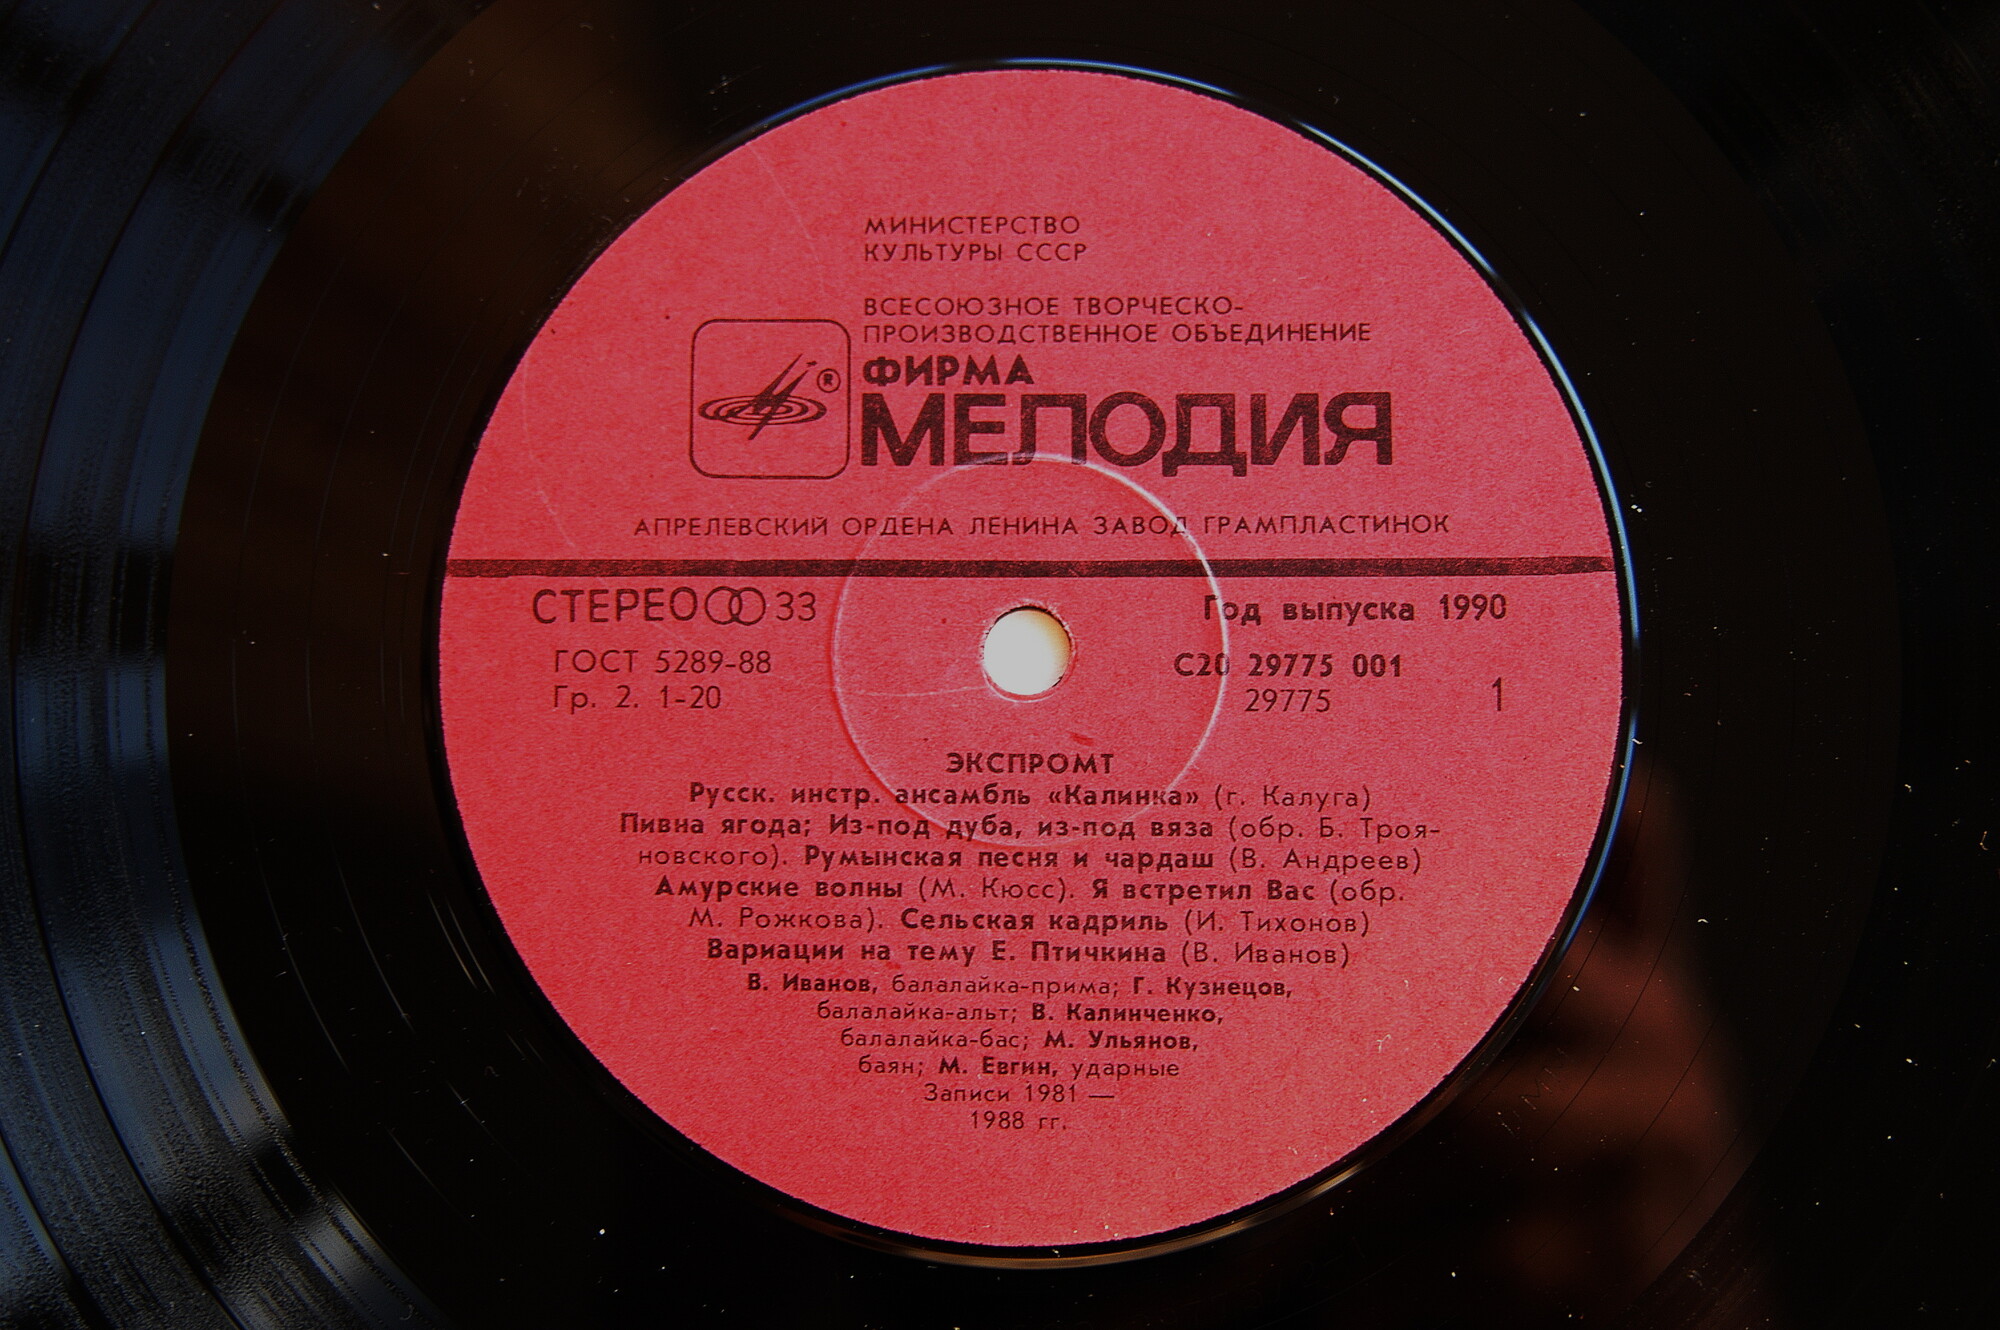 МИНИСТЕРСТВО
КУЛЬТУРЫ СССР
ВСЕСОЮЗНОЕ ТВОРЧЕСКО-
ПРОИЗВОДСТВЕННОЕ ОБЪЕДИНЕНИЕ
ФИРМА
®
МЕЛОДИЯ
АПРЕЛЕВСКИЙ ОРДЕНА ЛЕНИНА ЗАВОД ГРАМПЛАСТИНОК
СТЕРЕО 33
Год выпуска 1990
ГОСТ 5289-88
С20 29775 001
Гр. 2. 1-20
29775
1
ЭКСПРОМТ
Русск. инстр. ансамбль «Калинка» (г. Калуга)
Пивна ягода; Из-под дуба, из-под вяза (обр. Б. Троя-
новского). Румынская песня и чардаш (В. Андреев)
Амурские волны (М. Кюсс). Я встретил Вас (обр.
М. Рожкова). Сельская кадриль (И. Тихонов)
Вариации на тему Е. Птичкина (В. Иванов)
В. Иванов, балалайка-прима; Г. Кузнецов,
балалайка-альт; В. Калинченко,
балалайка-бас; М. Ульянов,
баян; М. Евгин, ударные
Записи 1981 —
1988 гг.